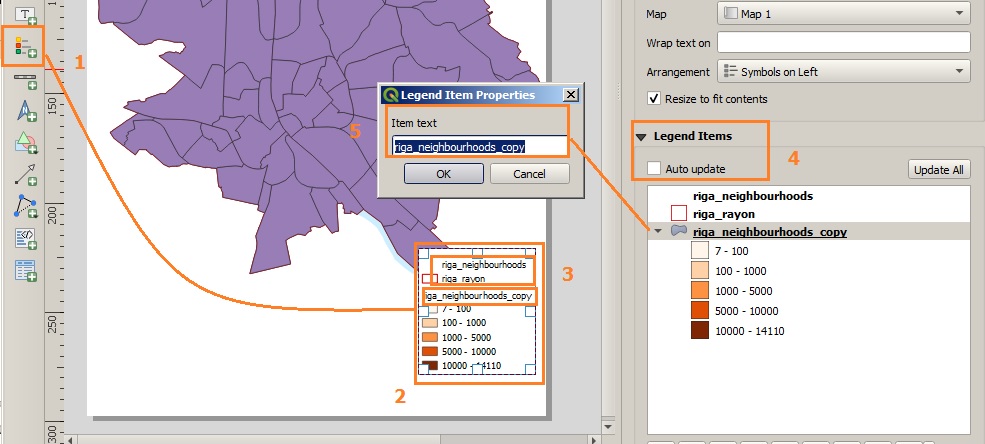 T
1
150
200
250
300
Legend Item Properties
5
Item text
riga_neighbourhoods_copy
OK
Cancel
riga_neighbourhoods
riga_rayon
3
riga_neighbourhoods_copy
7 - 100
100 - 1000
1000 - 5000
5000 - 10000
10000 - 14110
2
Map
Map 1
Wrap text on
Arrangement
Symbols on Left
Resize to fit contents
Legend Items
4
Auto update
Update All
riga_neighbourhoods
riga_rayon
riga_neighbourhoods_copy
7 - 100
100 - 1000
1000 - 5000
5000 - 10000
10000 - 14110